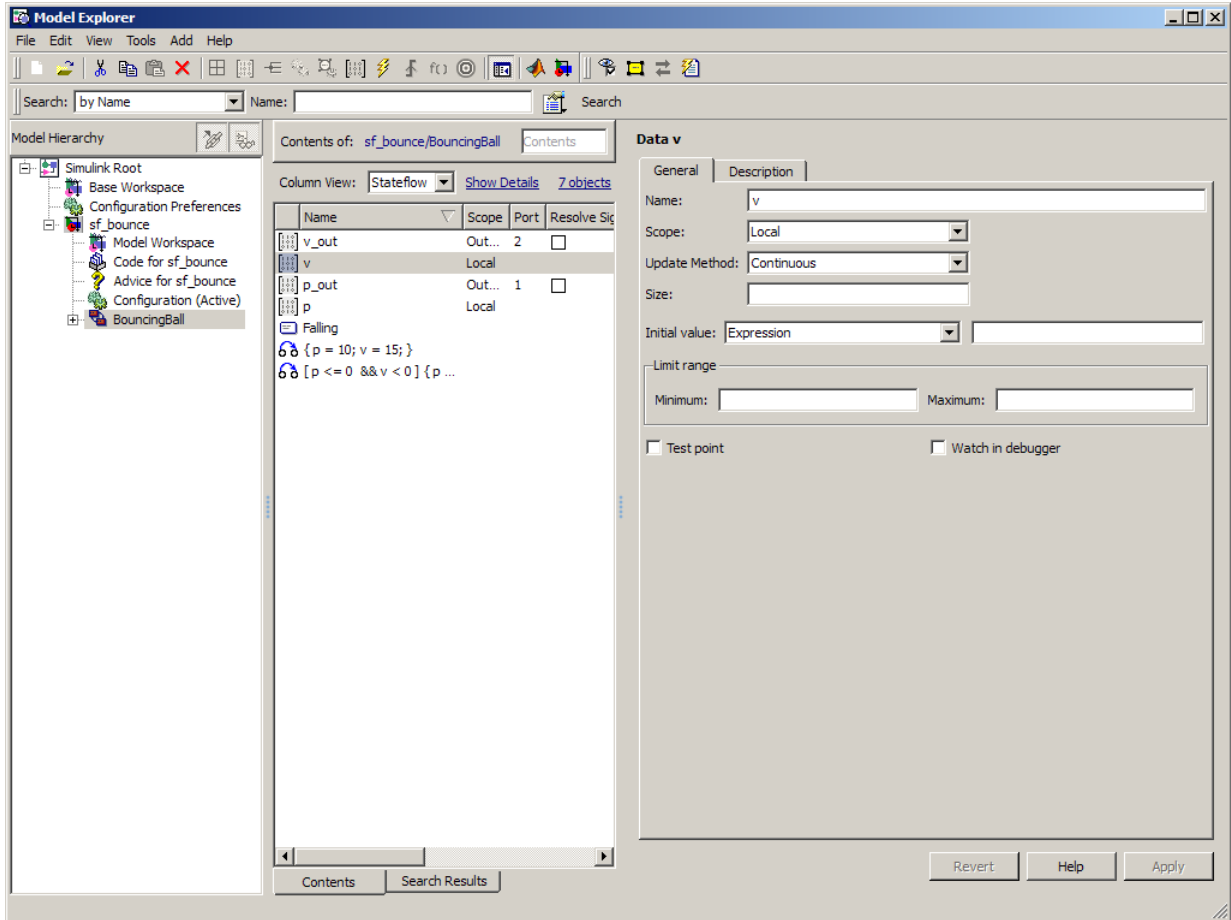 Model Explorer
File Edit View Tools Add Help
Search: by Name Name: Search
Model Hierarchy
Simulink Root
Base Workspace
Configuration Preferences
sf_bounce
Model Workspace
Code for sf_bounce
Advice for sf_bounce
Configuration (Active)
BouncingBall
Contents of: sf_bounce/BouncingBall Contents
Column View: Stateflow Show Details 7 objects
Name Scope Port Resolve Sig
v_out Out... 2
v Local
p_out Out... 1
p Local
Falling
{ p = 10; v = 15; }
[ p <= 0 && v < 0 ] { p ...
Contents Search Results
Data v
General Description
Name: v
Scope: Local
Update Method: Continuous
Size:
Initial value: Expression
Limit range
Minimum: Maximum:
Test point Watch in debugger
Revert Help Apply